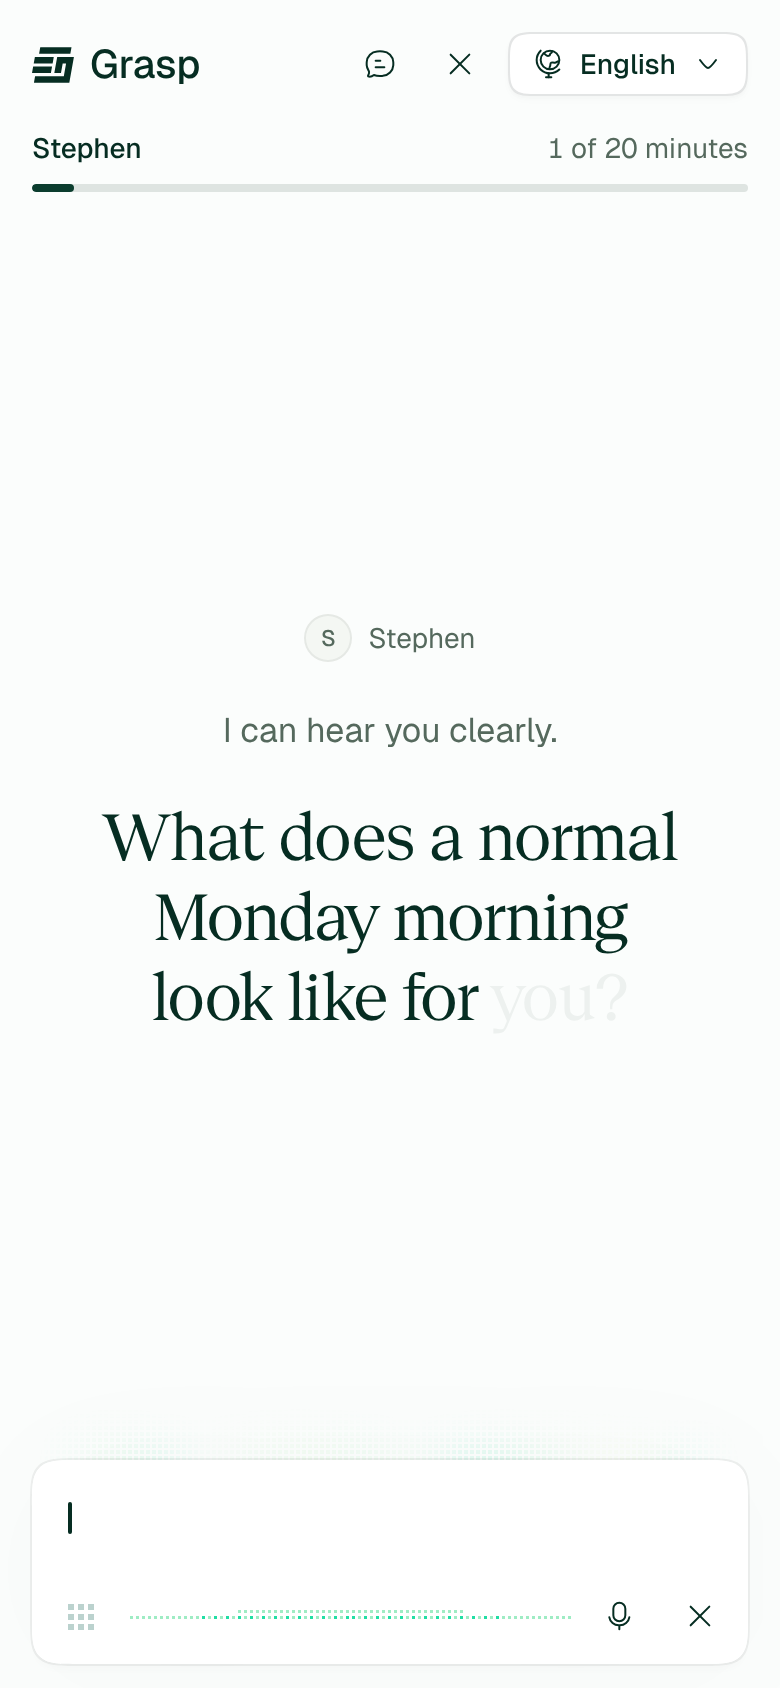 Grasp
English
Stephen
1 of 20 minutes
S
Stephen
I can hear you clearly.
What does a normal
Monday morning
look like for you?